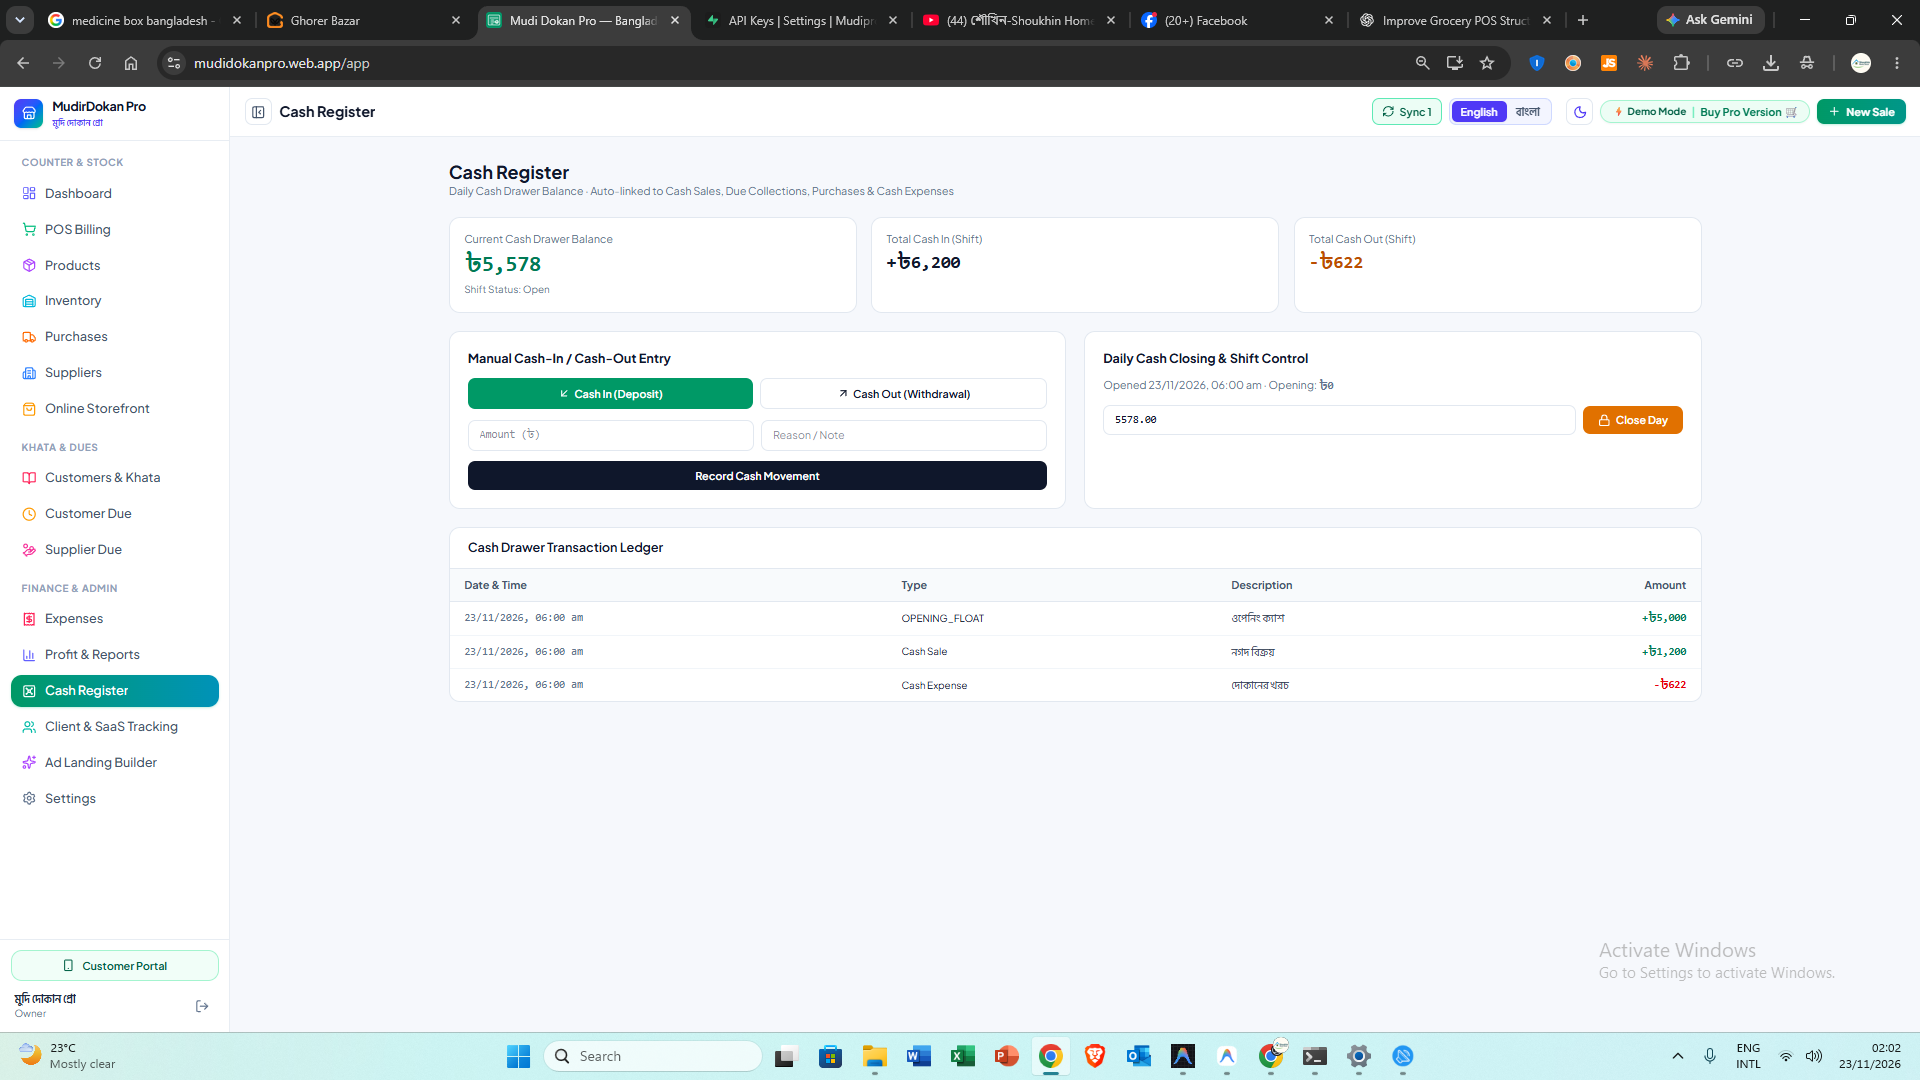 medicine box bangladesh -
Ghorer Bazar
Mudi Dokan Pro — Banglad
API Keys | Settings | Mudipr
(44) শৌখিন-Shoukhin Hom
(20+) Facebook
Improve Grocery POS Struct
Ask Gemini
mudidokanpro.web.app/app
MudirDokan Pro
মুদি দোকান প্রো
Cash Register
Sync 1
English
বাংলা
Demo Mode | Buy Pro Version
+ New Sale
COUNTER & STOCK
Dashboard
POS Billing
Products
Inventory
Purchases
Suppliers
Online Storefront
KHATA & DUES
Customers & Khata
Customer Due
Supplier Due
FINANCE & ADMIN
Expenses
Profit & Reports
Cash Register
Client & SaaS Tracking
Ad Landing Builder
Settings
Customer Portal
মুদি দোকান প্রো
Owner
Cash Register
Daily Cash Drawer Balance · Auto-linked to Cash Sales, Due Collections, Purchases & Cash Expenses
Current Cash Drawer Balance
৳5,578
Shift Status: Open
Total Cash In (Shift)
+৳6,200
Total Cash Out (Shift)
-৳622
Manual Cash-In / Cash-Out Entry
Cash In (Deposit)
Cash Out (Withdrawal)
Amount (৳)
Reason / Note
Record Cash Movement
Daily Cash Closing & Shift Control
Opened 23/11/2026, 06:00 am · Opening: ৳0
5578.00
Close Day
Cash Drawer Transaction Ledger
Date & Time Type Description Amount
23/11/2026, 06:00 am OPENING_FLOAT ওপেনিং ক্যাশ +৳5,000
23/11/2026, 06:00 am Cash Sale নগদ বিক্রয় +৳1,200
23/11/2026, 06:00 am Cash Expense দোকানের খরচ -৳622
Activate Windows
Go to Settings to activate Windows.
23°C
Mostly clear
Search
ENG
INTL
02:02
23/11/2026